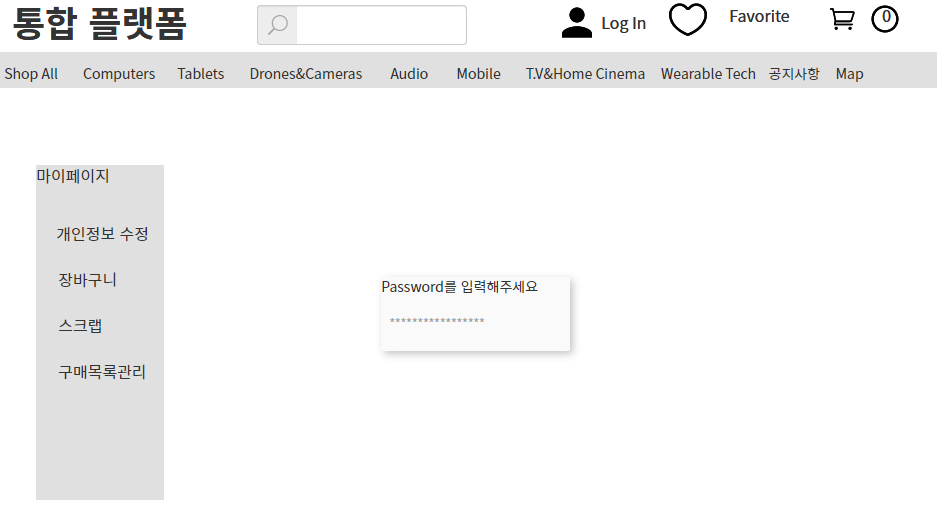 통합 플랫폼
Log In
Favorite
0
Shop All Computers Tablets Drones&Cameras Audio Mobile T.V&Home Cinema Wearable Tech 공지사항 Map
마이페이지
개인정보 수정
장바구니
스크랩
구매목록관리
Password를 입력해주세요
*****************